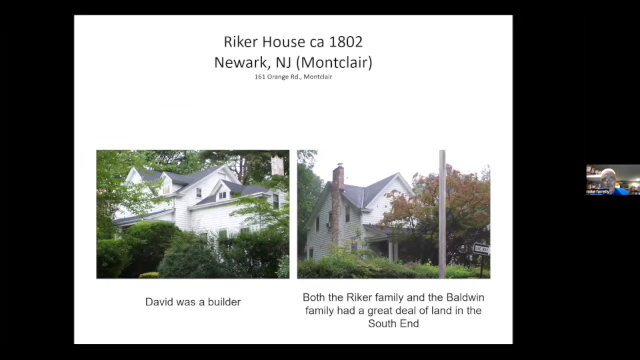 Riker House ca 1802
Newark, NJ (Montclair)
161 Orange Rd., Montclair
David was a builder
Both the Riker family and the Baldwin
family had a great deal of land in the
South End